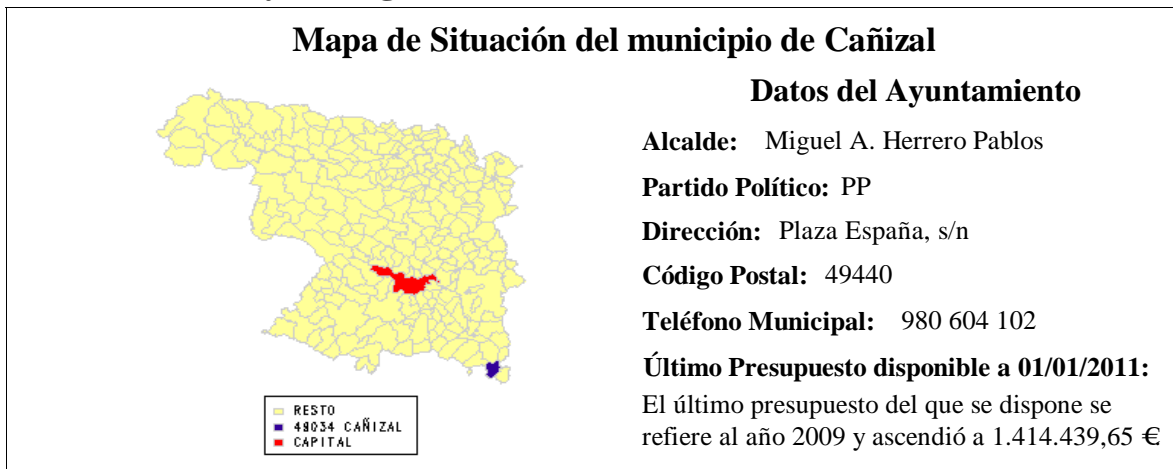 Mapa de Situación del municipio de Cañizal
Datos del Ayuntamiento
Alcalde: Miguel A. Herrero Pablos
Partido Político: PP
Dirección: Plaza España, s/n
Código Postal: 49440
Teléfono Municipal: 980 604 102
Último Presupuesto disponible a 01/01/2011:
El último presupuesto del que se dispone se
refiere al año 2009 y ascendió a 1.414.439,65 €
RESTO
49034 CAÑIZAL
CAPITAL